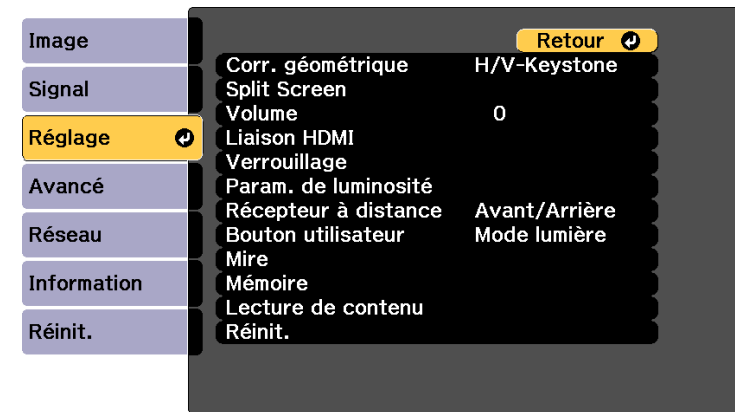 Image
Signal
Réglage
Avancé
Réseau
Information
Réinit.
Retour
Corr. géométrique H/V-Keystone
Split Screen
Volume 0
Liaison HDMI
Verrouillage
Param. de luminosité
Récepteur à distance Avant/Arrière
Bouton utilisateur Mode lumière
Mire
Mémoire
Lecture de contenu
Réinit.